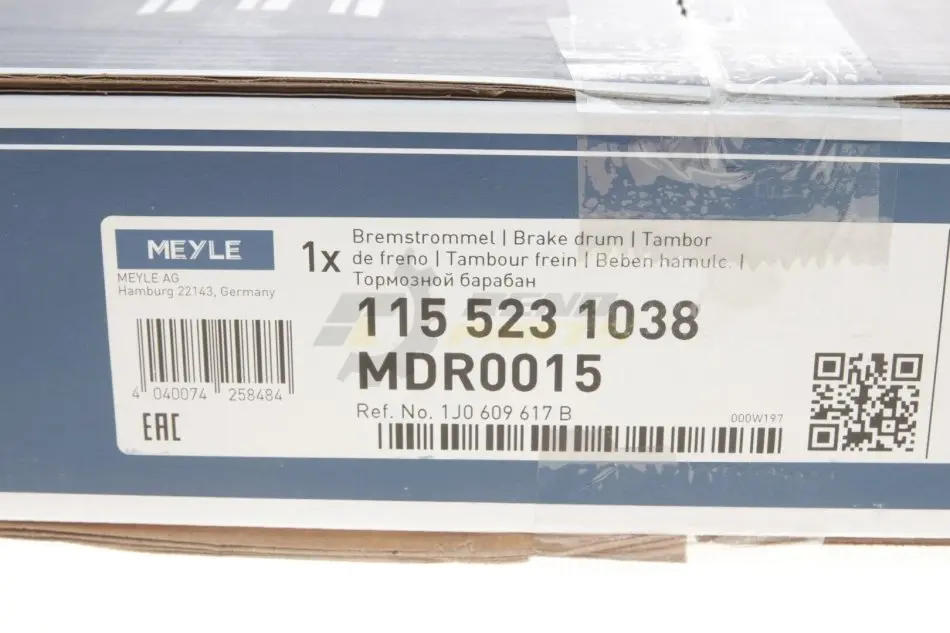 MEYLE
MEYLE AG
Hamburg 22143, Germany
1x
Bremstrommel | Brake drum | Tambor
de freno | Tambour frein | Bęben hamulc. |
Тормозной барабан
115 523 1038
MDR0015
Ref. No. 1J0 609 617 B
000W197
4 040074 258484
EAC